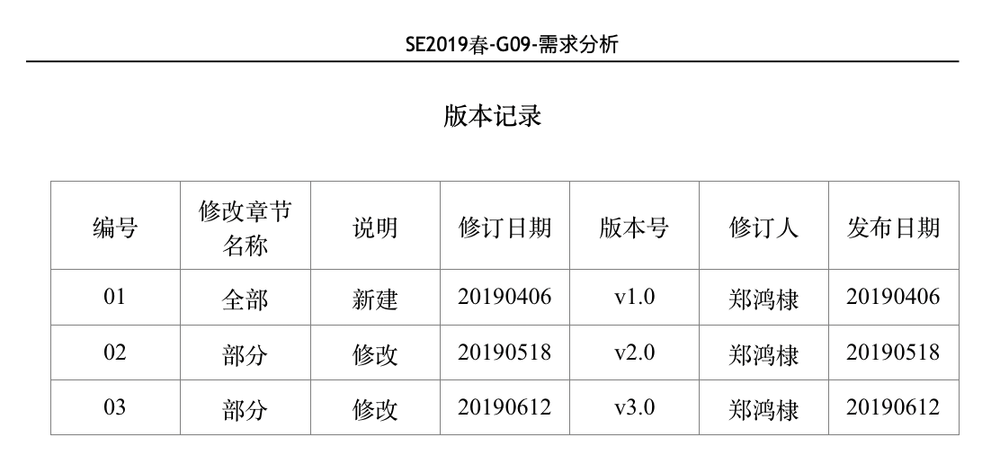 SE2019春-G09-需求分析
版本记录
编号 修改章节名称 说明 修订日期 版本号 修订人 发布日期
01 全部 新建 20190406 v1.0 郑鸿棣 20190406
02 部分 修改 20190518 v2.0 郑鸿棣 20190518
03 部分 修改 20190612 v3.0 郑鸿棣 20190612